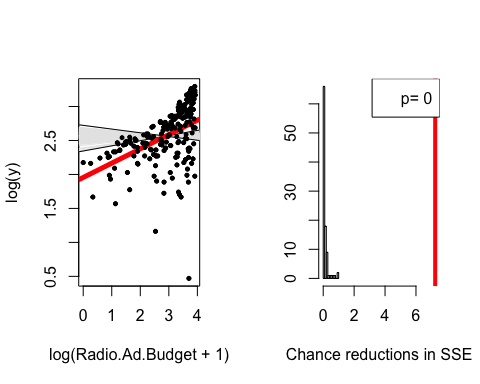 log(y)
0.5
1.5
2.5
0 1 2 3 4
log(Radio.Ad.Budget + 1)
p= 0
0 10 30 50
0 2 4 6
Chance reductions in SSE